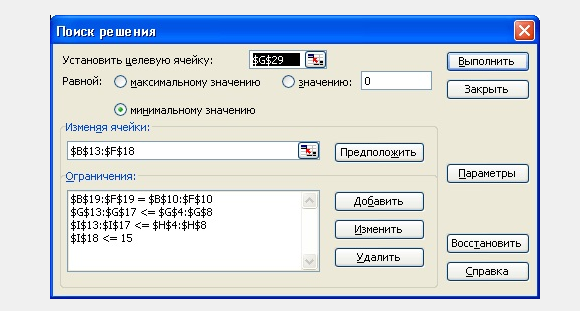 Поиск решения
Установить целевую ячейку: $G$29 Выполнить
Равной: максимальному значению значению: 0 Закрыть
минимальному значению
Изменяя ячейки:
$B$13:$F$18 Предположить
Ограничения: Параметры
$B$19:$F$19 = $B$10:$F$10 Добавить
$G$13:$G$17 <= $G$4:$G$8
$I$13:$I$17 <= $H$4:$H$8 Изменить
$I$18 <= 15 Восстановить
Удалить
Справка